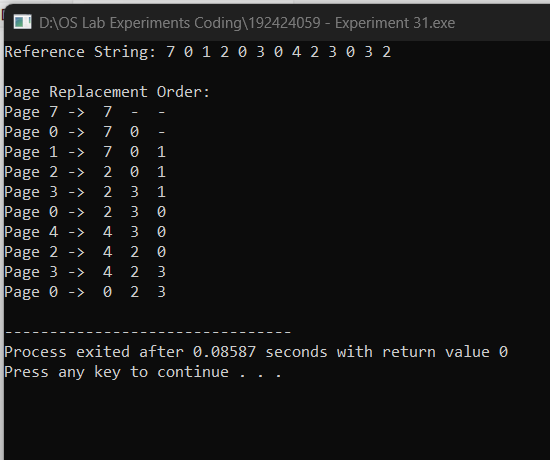 D:\OS Lab Experiments Coding\192424059 - Experiment 31.exe
Reference String: 7 0 1 2 0 3 0 4 2 3 0 3 2
Page Replacement Order:
Page 7 ->  7  -  -
Page 0 ->  7  0  -
Page 1 ->  7  0  1
Page 2 ->  2  0  1
Page 3 ->  2  3  1
Page 0 ->  2  3  0
Page 4 ->  4  3  0
Page 2 ->  4  2  0
Page 3 ->  4  2  3
Page 0 ->  0  2  3
--------------------------------
Process exited after 0.08587 seconds with return value 0
Press any key to continue . . .